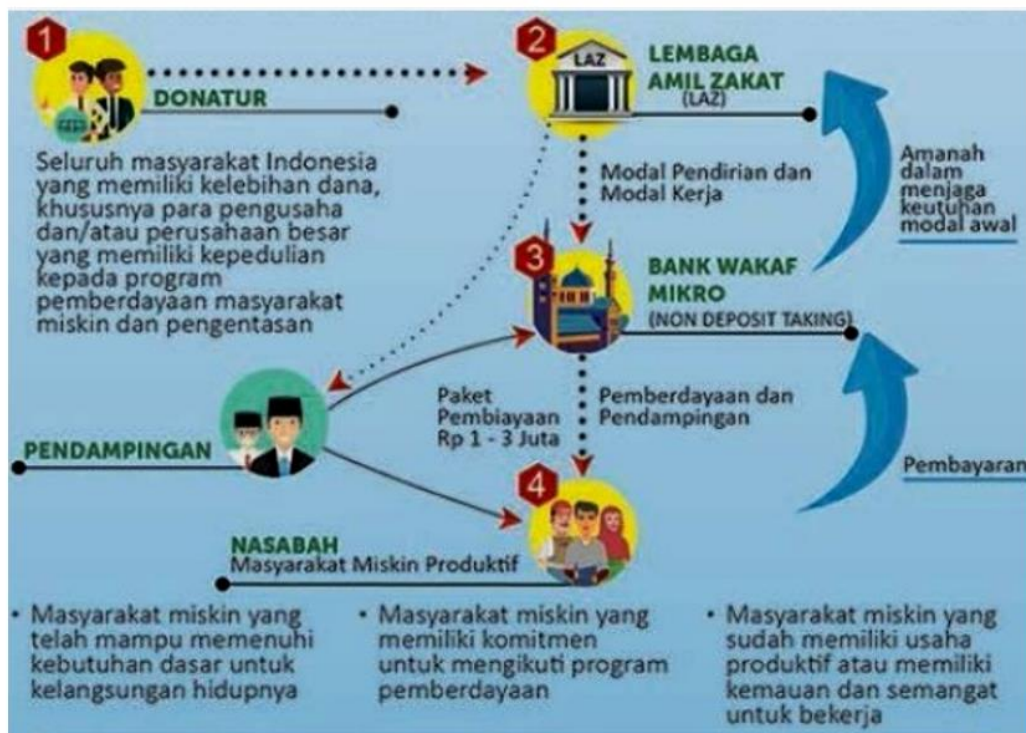 1
DONATUR
Seluruh masyarakat Indonesia
yang memiliki kelebihan dana,
khususnya para pengusaha
dan/atau perusahaan besar
yang memiliki kepedulian
kepada program
pemberdayaan masyarakat
miskin dan pengentasan
2
LAZ
LEMBAGA
AMIL ZAKAT
(LAZ)
Modal Pendirian dan
Modal Kerja
Amanah
dalam
menjaga
keutuhan
modal awal
3
BANK WAKAF
MIKRO
(NON DEPOSIT TAKING)
PENDAMPINGAN
Paket
Pembiayaan
Rp 1 - 3 Juta
Pemberdayaan dan
Pendampingan
Pembayaran
4
NASABAH
Masyarakat Miskin Produktif
• Masyarakat miskin yang
telah mampu memenuhi
kebutuhan dasar untuk
kelangsungan hidupnya
• Masyarakat miskin yang
memiliki komitmen
untuk mengikuti program
pemberdayaan
• Masyarakat miskin yang
sudah memiliki usaha
produktif atau memiliki
kemauan dan semangat
untuk bekerja